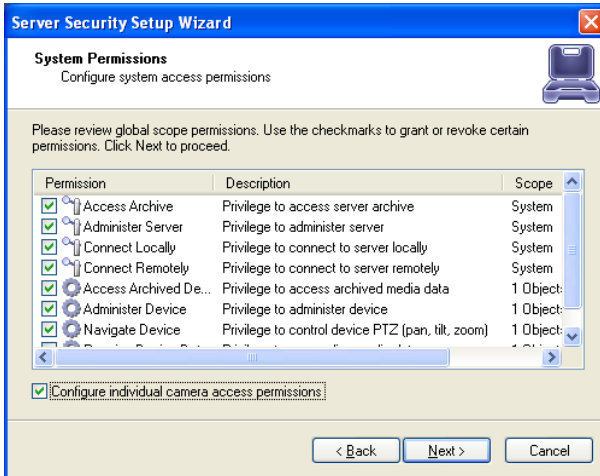 Server Security Setup Wizard
System Permissions
Configure system access permissions
Please review global scope permissions. Use the checkmarks to grant or revoke certain
permissions. Click Next to proceed.
Permission Description Scope
Access Archive Privilege to access server archive System
Administer Server Privilege to administer server System
Connect Locally Privilege to connect to server locally System
Connect Remotely Privilege to connect to server remotely System
Access Archived De... Privilege to access archived media data 1 Object
Administer Device Privilege to administer device 1 Object
Navigate Device Privilege to control device PTZ (pan, tilt, zoom) 1 Object
Configure individual camera access permissions
< Back Next > Cancel